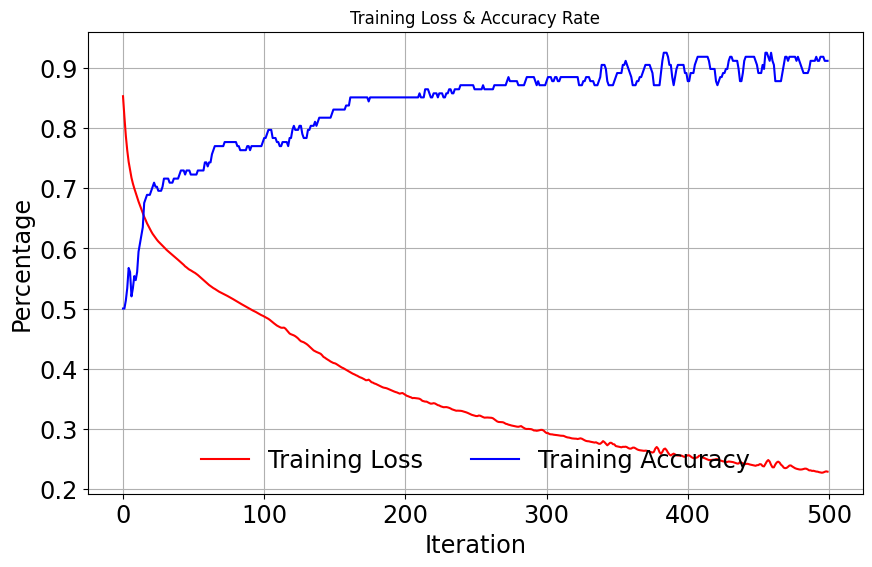 Training Loss & Accuracy Rate
Percentage
0.9
0.8
0.7
0.6
0.5
0.4
0.3
0.2
Training Loss Training Accuracy
0 100 200 300 400 500
Iteration